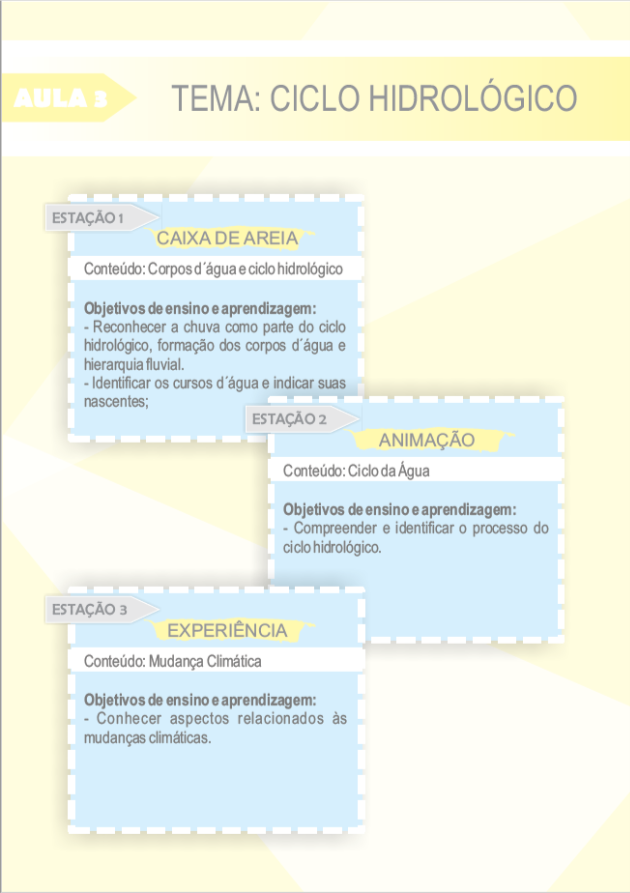 AULA 3
TEMA: CICLO HIDROLÓGICO
ESTAÇÃO 1
CAIXA DE AREIA
Conteúdo: Corpos d´água e ciclo hidrológico
Objetivos de ensino e aprendizagem:
- Reconhecer a chuva como parte do ciclo
hidrológico, formação dos corpos d´água e
hierarquia fluvial.
- Identificar os cursos d´água e indicar suas
nascentes;
ESTAÇÃO 2
ANIMAÇÃO
Conteúdo: Ciclo da Água
Objetivos de ensino e aprendizagem:
- Compreender e identificar o processo do
ciclo hidrológico.
ESTAÇÃO 3
EXPERIÊNCIA
Conteúdo: Mudança Climática
Objetivos de ensino e aprendizagem:
- Conhecer aspectos relacionados às
mudanças climáticas.